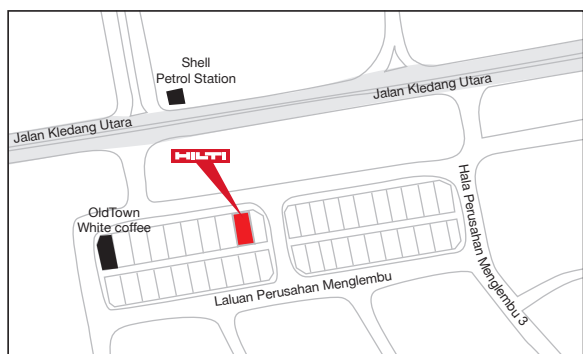 Shell
Petrol Station
Jalan Kledang Utara
Jalan Kledang Utara
HILTI
OldTown
White coffee
Hala Perusahan Menglembu 3
Laluan Perusahan Menglembu